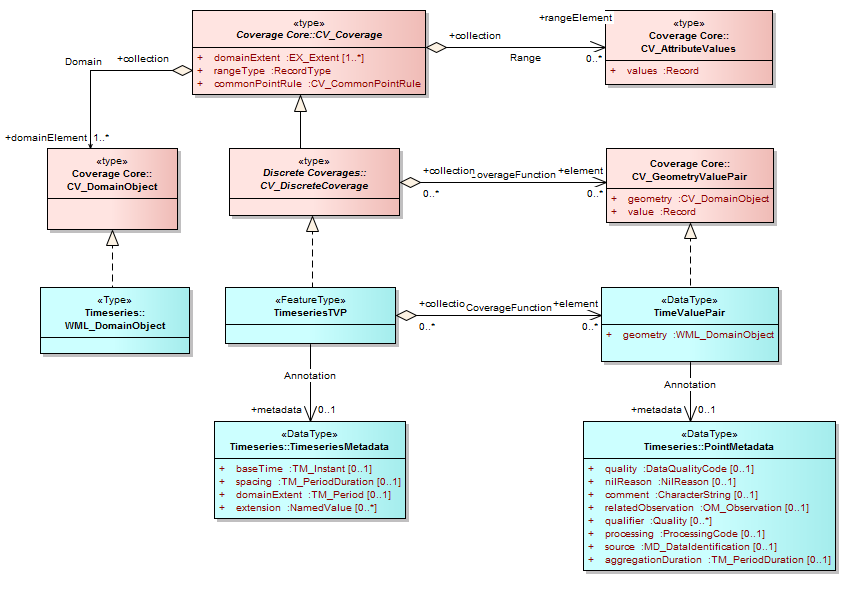 «type»
Coverage Core::CV_Coverage
+ domainExtent :EX_Extent [1..*]
+ rangeType :RecordType
+ commonPointRule :CV_CommonPointRule
+rangeElement
+collection
Range
0..*
«type»
Coverage Core::
CV_AttributeValues
+ values :Record
Domain
+collection
+domainElement
1..*
«type»
Coverage Core::
CV_DomainObject
«type»
Discrete Coverages::
CV_DiscreteCoverage
+collection
overageFunction
+element
0..*
0..*
Coverage Core::
CV_GeometryValuePair
+ geometry :CV_DomainObject
+ value :Record
«Type»
Timeseries::
WML_DomainObject
«FeatureType»
TimeseriesTVP
+collectio
CoverageFunction
+element
0..*
0..*
«DataType»
TimeValuePair
+ geometry :WML_DomainObject
Annotation
+metadata
0..1
Annotation
+metadata
0..1
«DataType»
Timeseries::TimeseriesMetadata
+ baseTime :TM_Instant [0..1]
+ spacing :TM_PeriodDuration [0..1]
+ domainExtent :TM_Period [0..1]
+ extension :NamedValue [0..*]
«DataType»
Timeseries::PointMetadata
+ quality :DataQualityCode [0..1]
+ nilReason :NilReason [0..1]
+ comment :CharacterString [0..1]
+ relatedObservation :OM_Observation [0..1]
+ qualifier :Quality [0..*]
+ processing :ProcessingCode [0..1]
+ source :MD_DataIdentification [0..1]
+ aggregationDuration :TM_PeriodDuration [0..1]